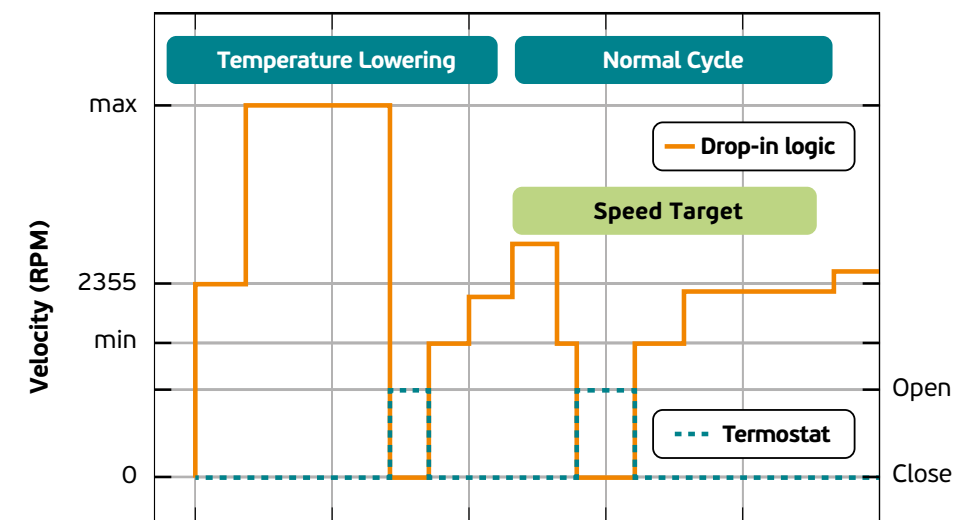 Temperature Lowering
Normal Cycle
max
Drop-in logic
Speed Target
Velocity (RPM)
2355
min
Open
Termostat
0
Close